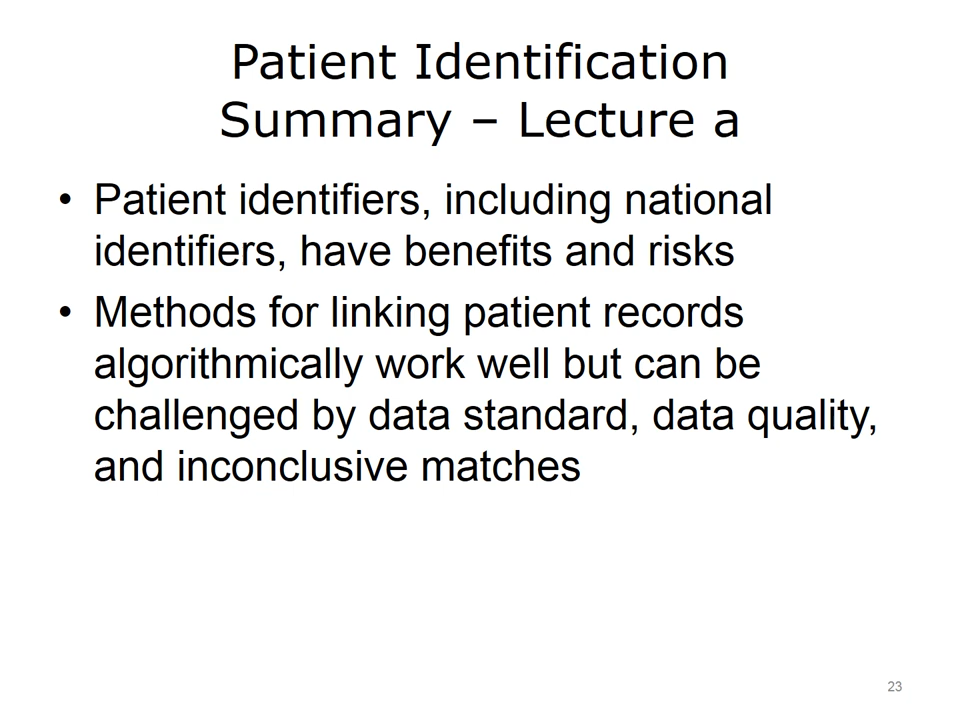 Patient Identification
Summary – Lecture a
• Patient identifiers, including national
identifiers, have benefits and risks
• Methods for linking patient records
algorithmically work well but can be
challenged by data standard, data quality,
and inconclusive matches
23